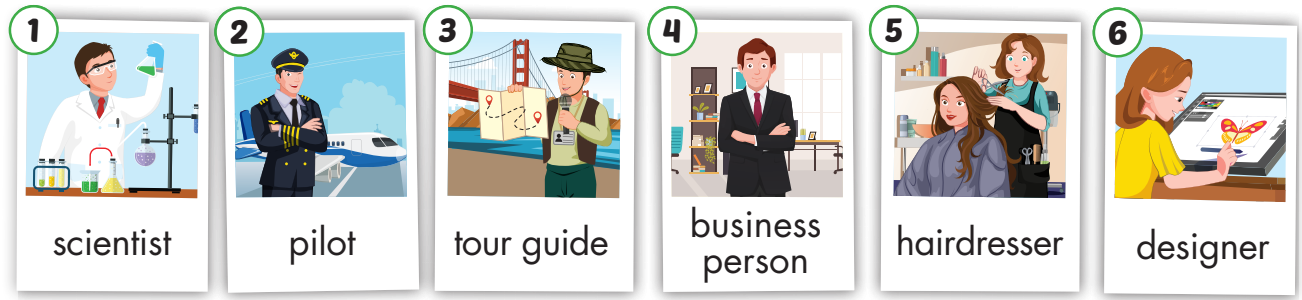 1
scientist
2
pilot
3
tour guide
4
business
person
5
hairdresser
6
designer